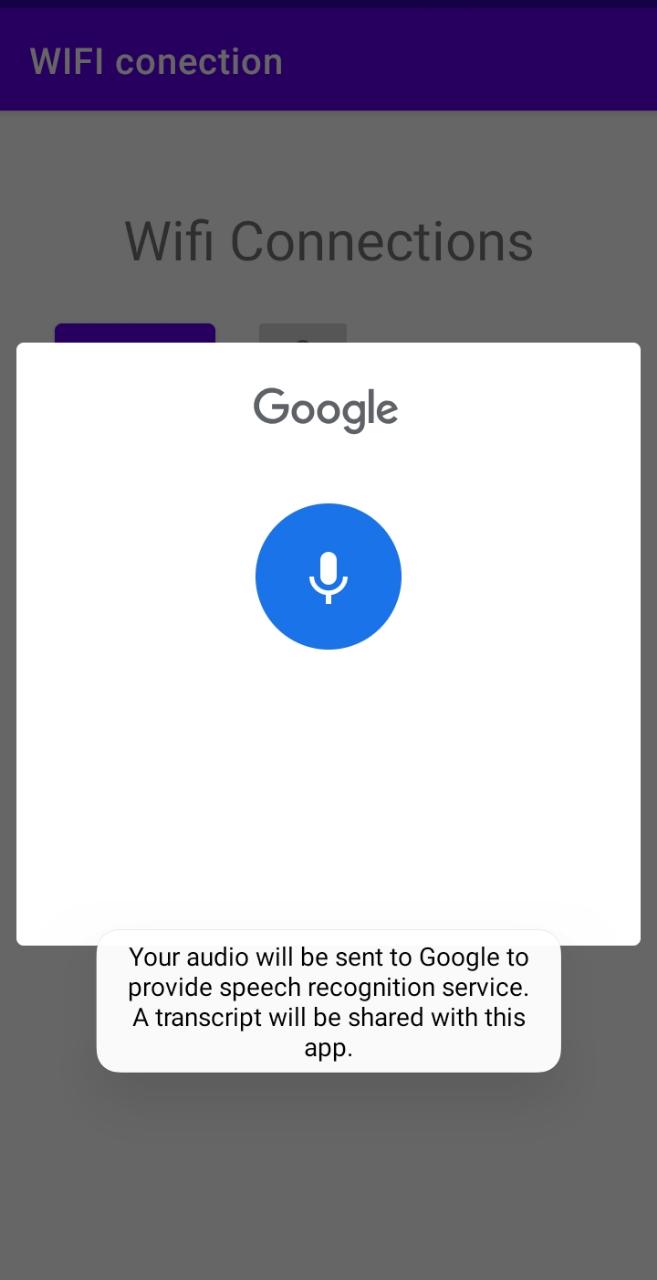 WIFI conection
Wifi Connections
Google
Your audio will be sent to Google to
provide speech recognition service.
A transcript will be shared with this
app.